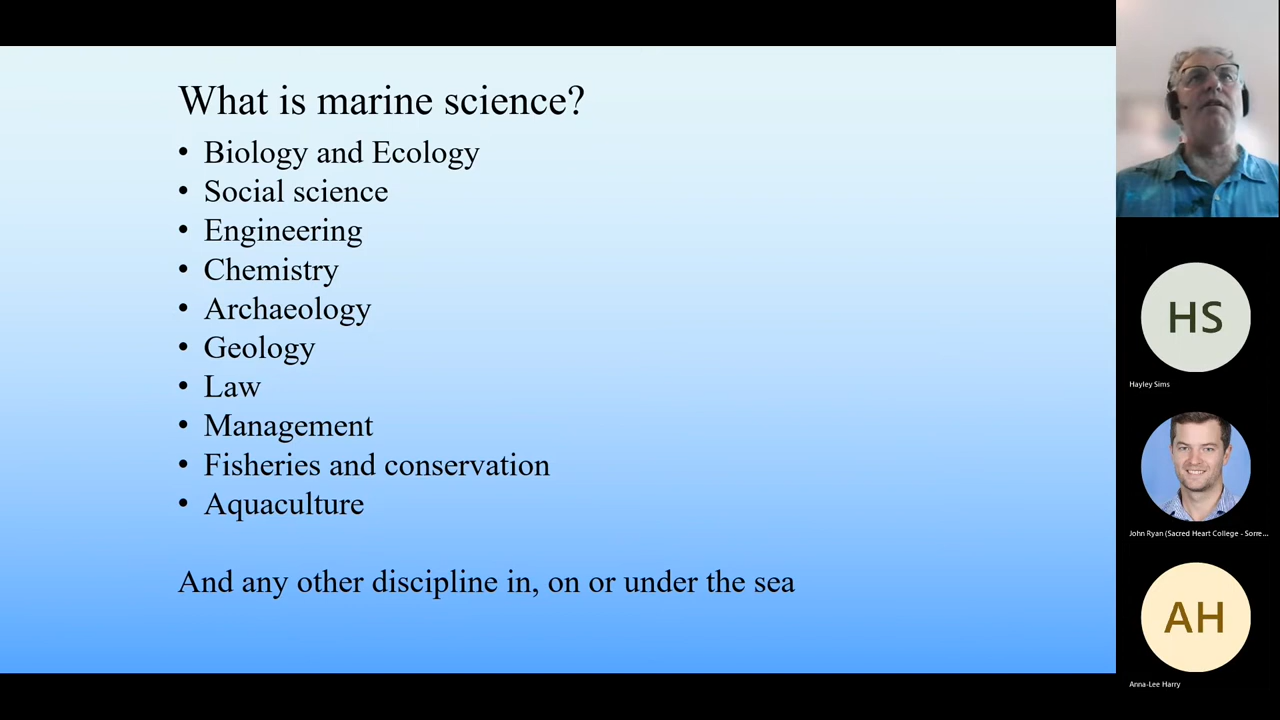 What is marine science?
• Biology and Ecology
• Social science
• Engineering
• Chemistry
• Archaeology
• Geology
• Law
• Management
• Fisheries and conservation
• Aquaculture
And any other discipline in, on or under the sea
HS
Hayley Sims
John Ryan (Sacred Heart College - Sorre...
AH
Anna-Lee Harry